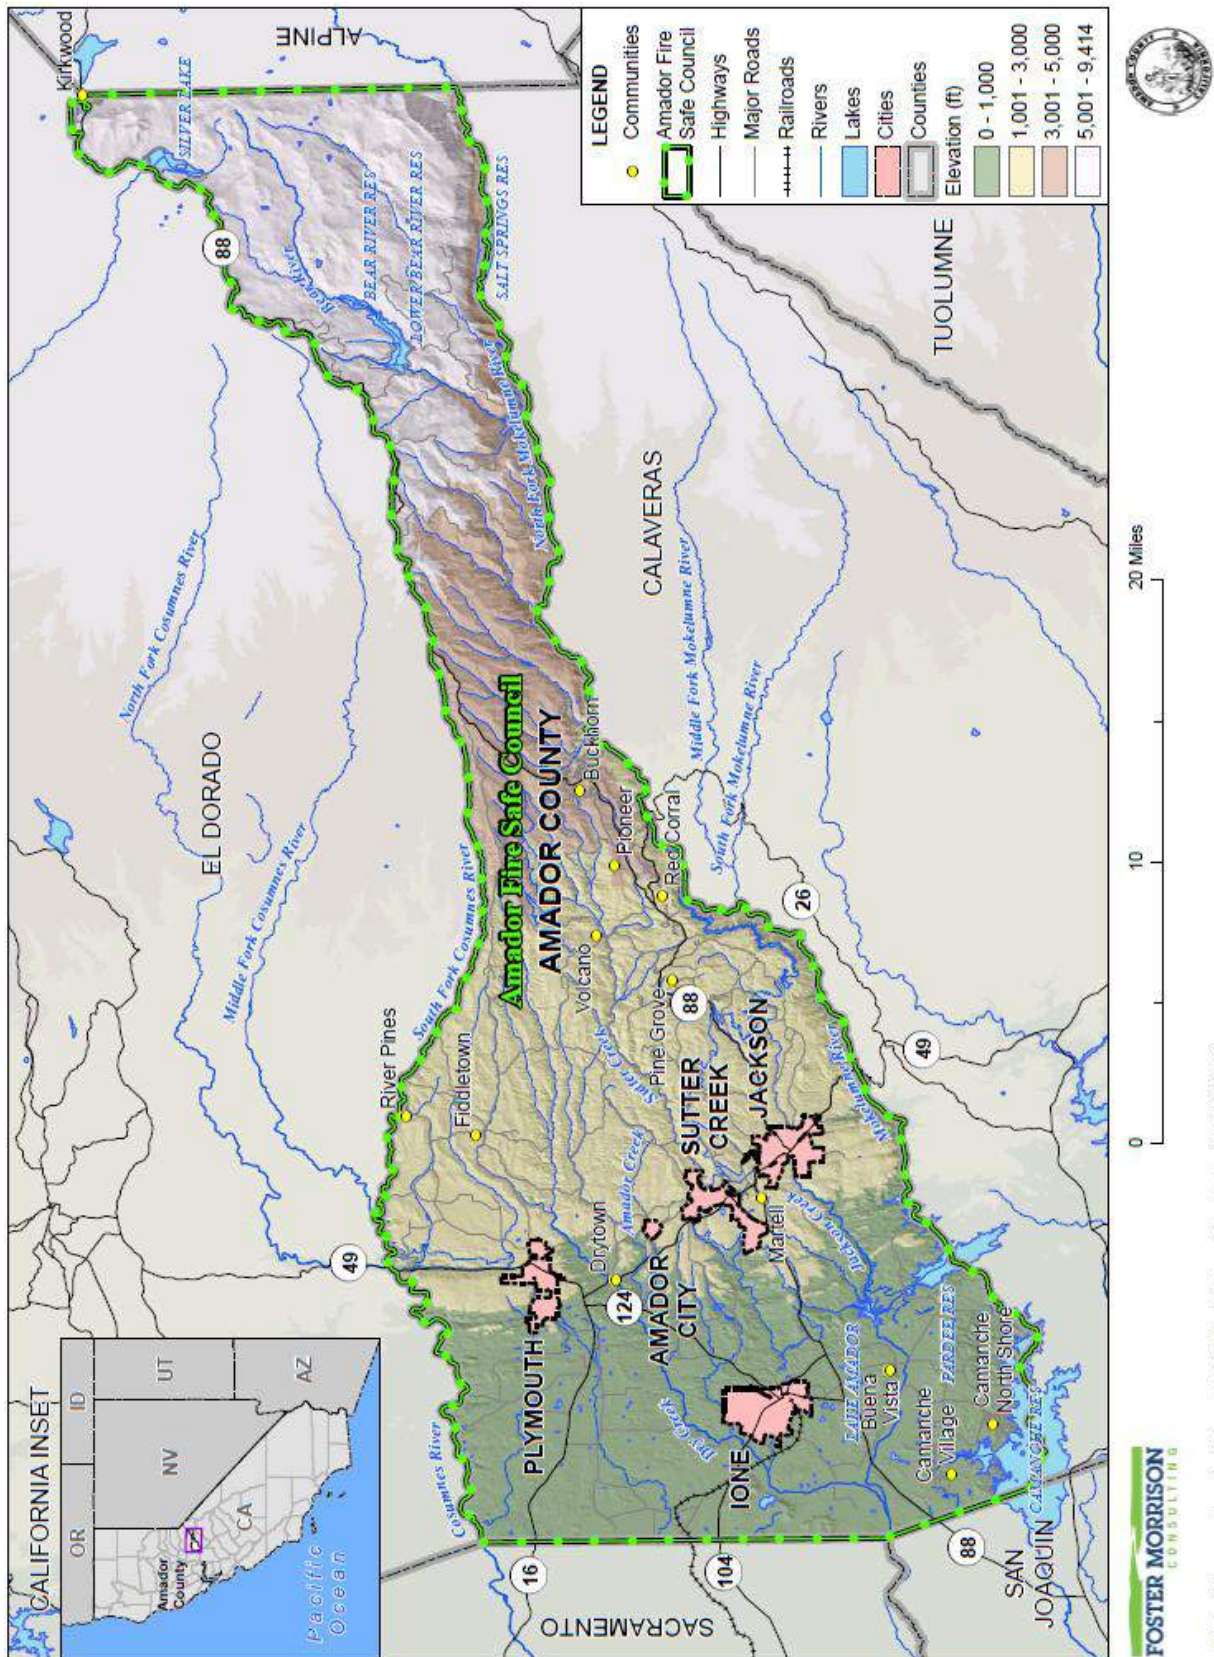 CALIFORNIA INSET
OR
ID
NV
UT
CA
AZ
Amador
County
Pacific
Ocean
EL DORADO
ALPINE
Kirkwood
SILVER LAKE
88
Bear River
BEAR RIVER RES
LOWER BEAR RIVER RES
SALT SPRINGS RES
North Fork Cosumnes River
Middle Fork Cosumnes River
South Fork Cosumnes River
Cosumnes River
49
River Pines
Fiddletown
Amador Fire Safe Council
AMADOR COUNTY
North Fork Mokelumne River
Buckhorn
Pioneer
Red Corral
Volcano
Pine Grove
88
Sutter Creek
Amador Creek
SUTTER
CREEK
JACKSON
Martell
Jackson Creek
Mokelumne River
PLYMOUTH
Drytown
124
AMADOR
CITY
Dry Creek
IONE
LAKE AMADOR
Buena
Vista
PARDEE RES
Camanche
Village
Camanche
North Shore
CAMANCHE RES
16
104
88
SACRAMENTO
SAN
JOAQUIN
49
26
CALAVERAS
Middle Fork Mokelumne River
South Fork Mokelumne River
TUOLUMNE
LEGEND
Communities
Amador Fire
Safe Council
Highways
Major Roads
Railroads
Rivers
Lakes
Cities
Counties
Elevation (ft)
0 - 1,000
1,001 - 3,000
3,001 - 5,000
5,001 - 9,414
0
10
20 Miles
FOSTER MORRISON
CONSULTING
AMADOR COUNTY